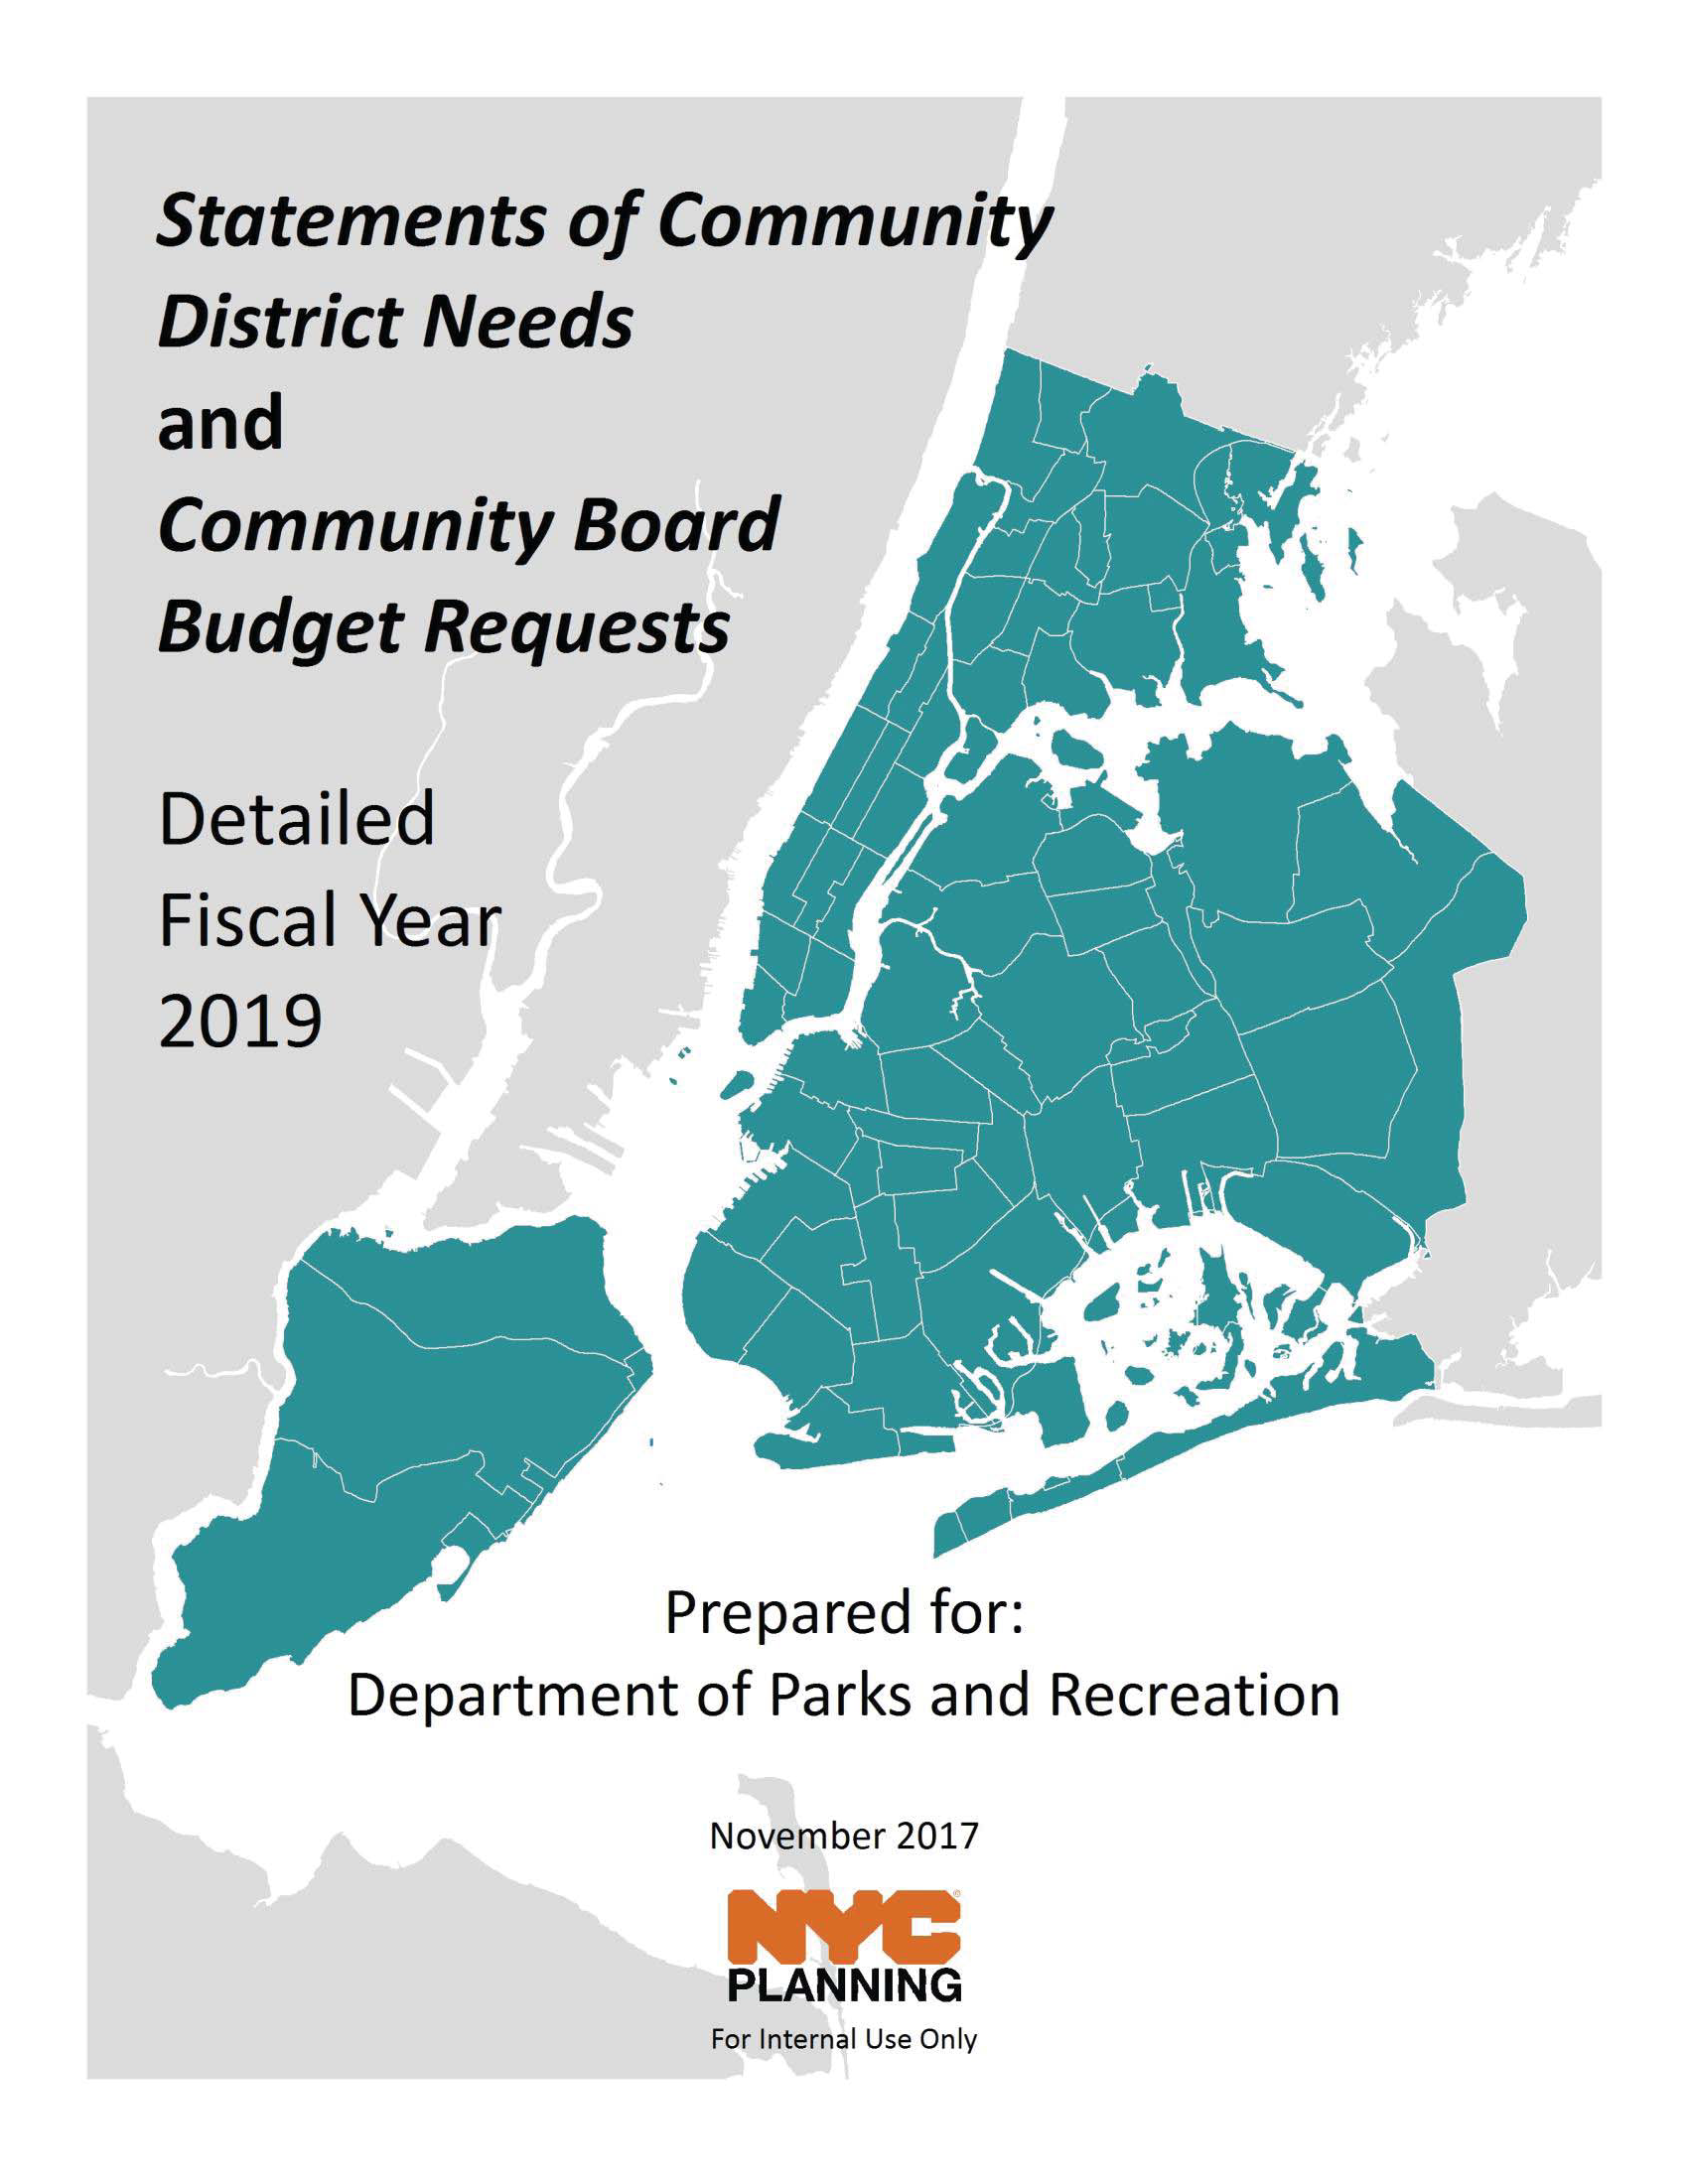 Statements of Community
District Needs
and
Community Board
Budget Requests
Detailed
Fiscal Year
2019
Prepared for:
Department of Parks and Recreation
November 2017
NYC®
PLANNING
For Internal Use Only